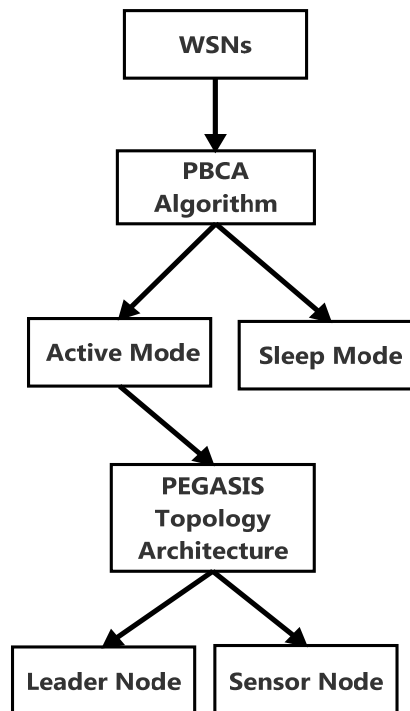 WSNs
PBCA
Algorithm
Active Mode
Sleep Mode
PEGASIS
Topology
Architecture
Leader Node
Sensor Node